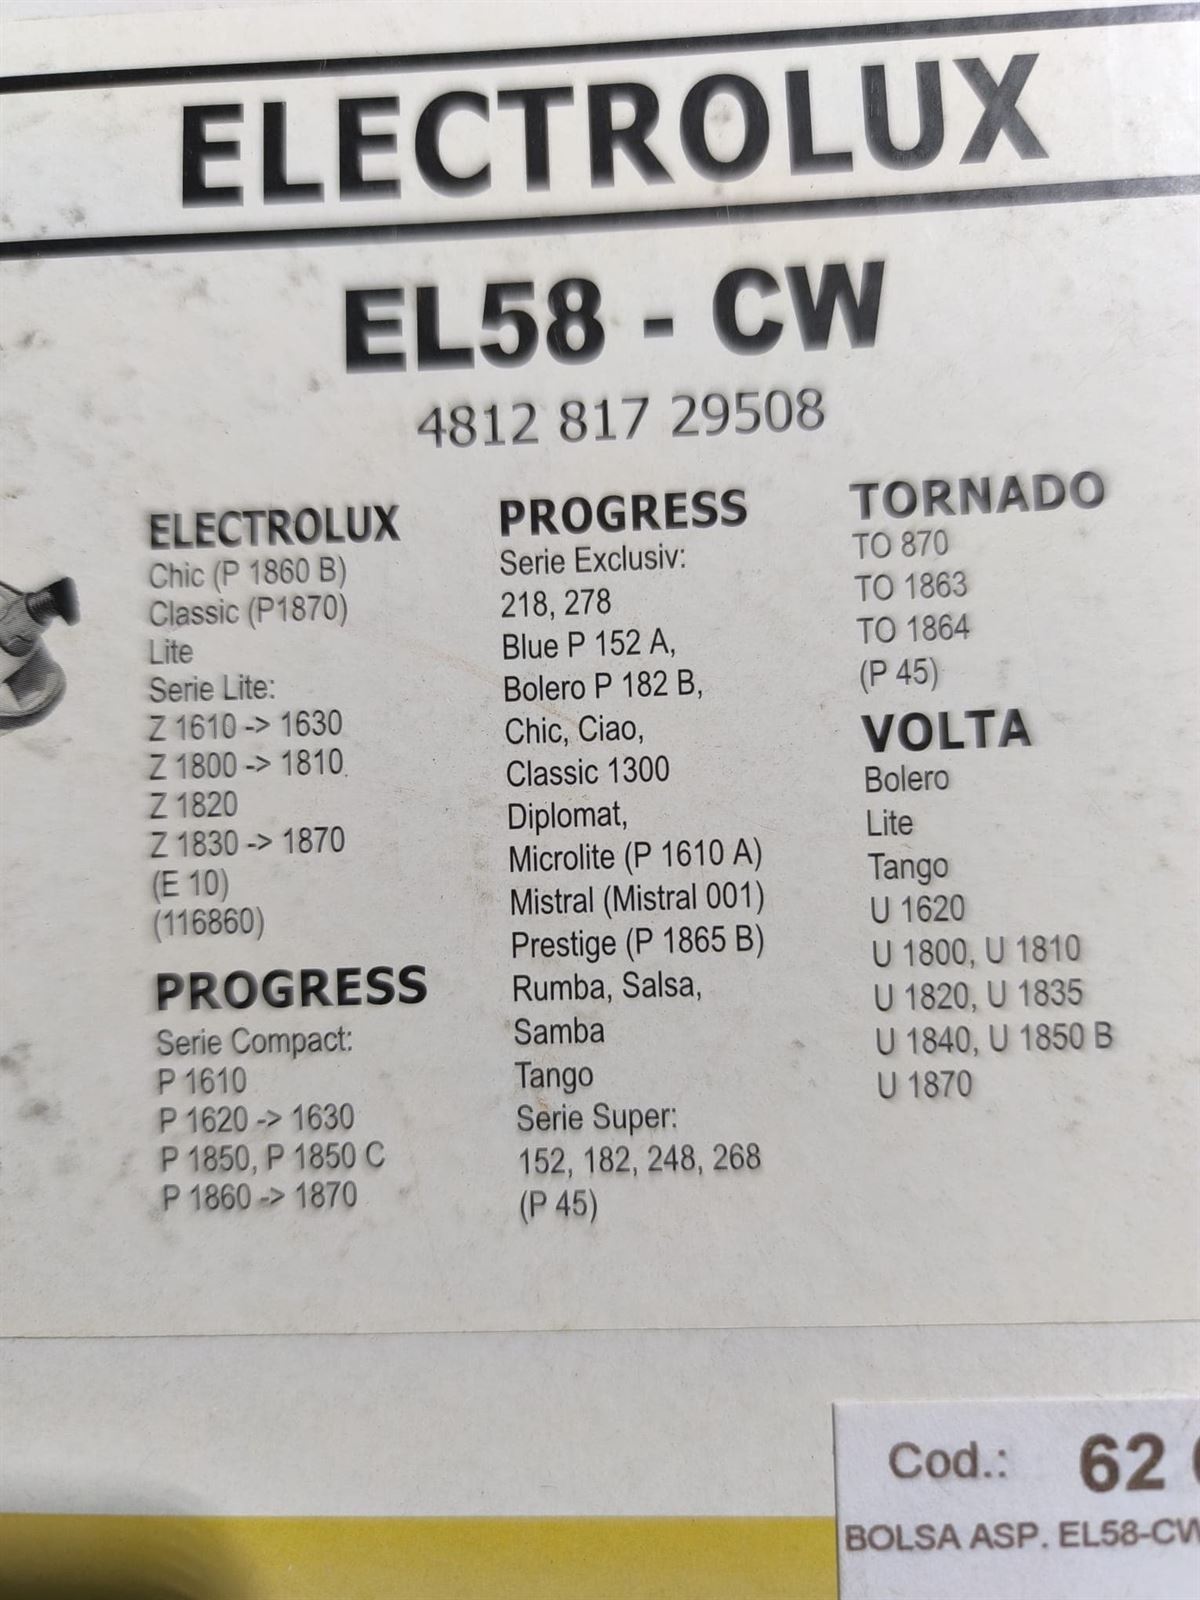 ELECTROLUX
EL58 - CW
4812 817 29508
ELECTROLUX
Chic (P 1860 B)
Classic (P1870)
Lite
Serie Lite:
Z 1610 -> 1630
Z 1800 -> 1810
Z 1820
Z 1830 -> 1870
(E 10)
(116860)
PROGRESS
Serie Compact:
P 1610
P 1620 -> 1630
P 1850, P 1850 C
P 1860 -> 1870
PROGRESS
Serie Exclusiv:
218, 278
Blue P 152 A,
Bolero P 182 B,
Chic, Ciao,
Classic 1300
Diplomat,
Microlite (P 1610 A)
Mistral (Mistral 001)
Prestige (P 1865 B)
Rumba, Salsa,
Samba
Tango
Serie Super:
152, 182, 248, 268
(P 45)
TORNADO
TO 870
TO 1863
TO 1864
(P 45)
VOLTA
Bolero
Lite
Tango
U 1620
U 1800, U 1810
U 1820, U 1835
U 1840, U 1850 B
U 1870
Cod.: 62
BOLSA ASP. EL58-CW